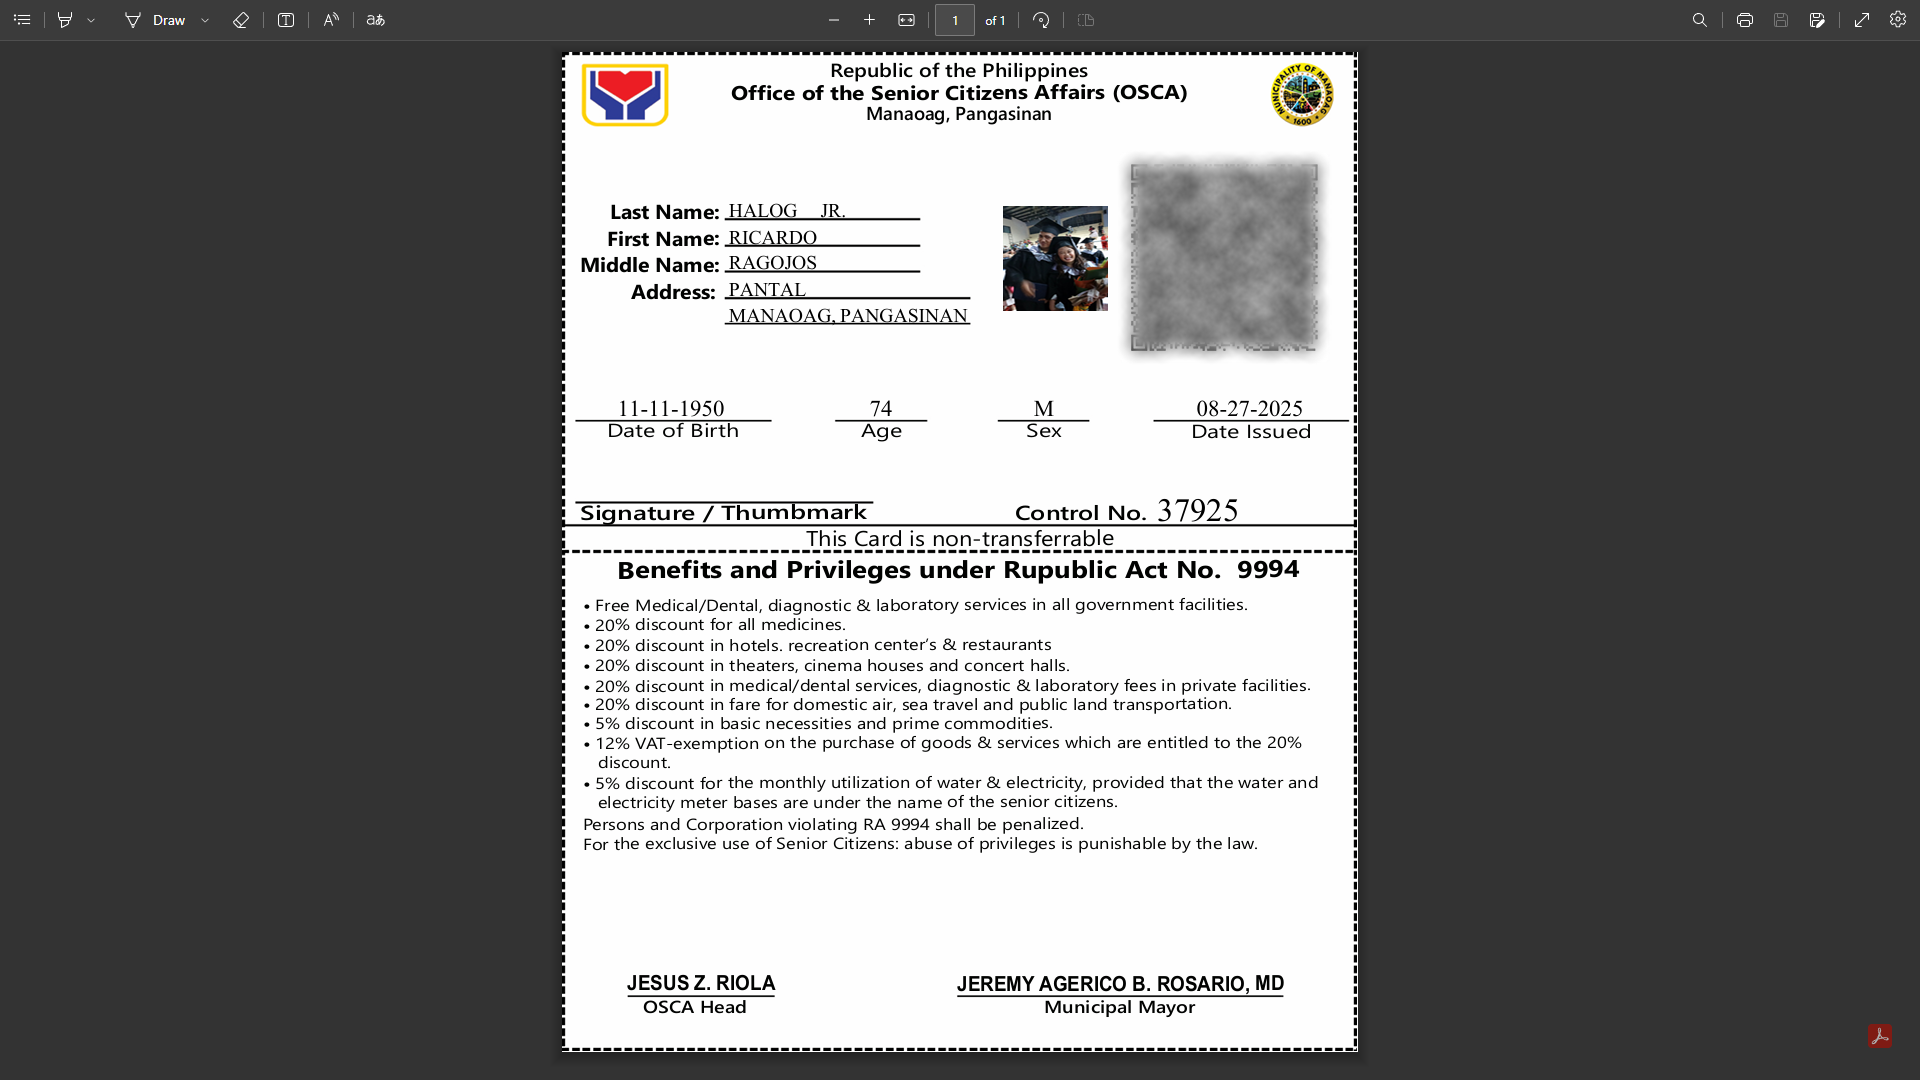 Draw
1
of 1
Republic of the Philippines
Office of the Senior Citizens Affairs (OSCA)
Manaoag, Pangasinan
MUNICIPALITY OF MANAOAG
1600
Last Name: HALOG JR.
First Name: RICARDO
Middle Name: RAGOJOS
Address: PANTAL
MANAOAG, PANGASINAN
11-11-1950 74 M 08-27-2025
Date of Birth Age Sex Date Issued
Signature / Thumbmark Control No. 37925
This Card is non-transferrable
Benefits and Privileges under Rupublic Act No. 9994
• Free Medical/Dental, diagnostic & laboratory services in all government facilities.
• 20% discount for all medicines.
• 20% discount in hotels. recreation center's & restaurants
• 20% discount in theaters, cinema houses and concert halls.
• 20% discount in medical/dental services, diagnostic & laboratory fees in private facilities.
• 20% discount in fare for domestic air, sea travel and public land transportation.
• 5% discount in basic necessities and prime commodities.
• 12% VAT-exemption on the purchase of goods & services which are entitled to the 20%
discount.
• 5% discount for the monthly utilization of water & electricity, provided that the water and
electricity meter bases are under the name of the senior citizens.
Persons and Corporation violating RA 9994 shall be penalized.
For the exclusive use of Senior Citizens: abuse of privileges is punishable by the law.
JESUS Z. RIOLA JEREMY AGERICO B. ROSARIO, MD
OSCA Head Municipal Mayor